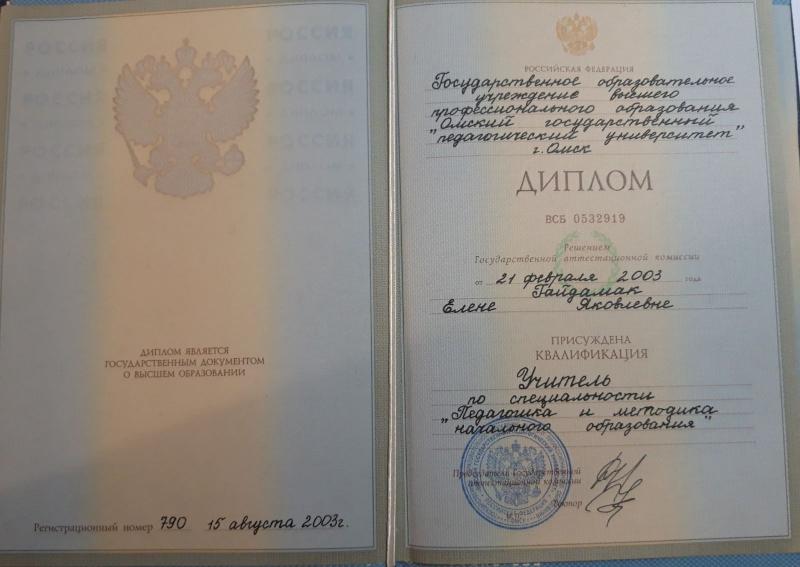 ДИПЛОМ ЯВЛЯЕТСЯ
ГОСУДАРСТВЕННЫМ ДОКУМЕНТОМ
О ВЫСШЕМ ОБРАЗОВАНИИ
Регистрационный номер 790 15 августа 2003г.
РОССИЙСКАЯ ФЕДЕРАЦИЯ
Государственное образовательное
учреждение высшего
профессионального образования
"Омский государственный
педагогический университет"
г. Омск
ДИПЛОМ
ВСБ 0532919
Решением
Государственной аттестационной комиссии
от 21 февраля 2003 года
Гайдамак
Елене Яковлевне
ПРИСУЖДЕНА
КВАЛИФИКАЦИЯ
Учитель
по специальности
"Педагогика и методика
начального образования"
Председатель Государственной
аттестационной комиссии
Ректор